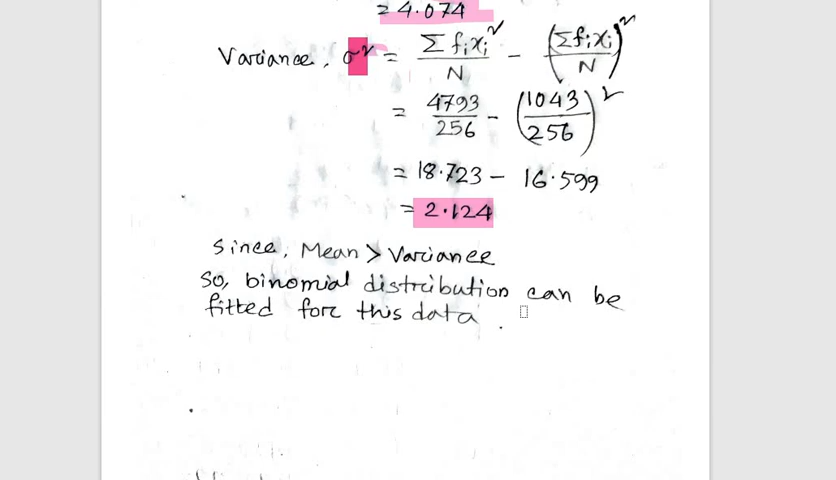 = 4.074
Variance, σ² = Σfᵢxᵢ²/N − (Σfᵢxᵢ/N)²
= 4793/256 − (1043/256)²
= 18.723 − 16.599
= 2.124
Since, Mean > Variance
So, binomial distribution can be
fitted fore this data.